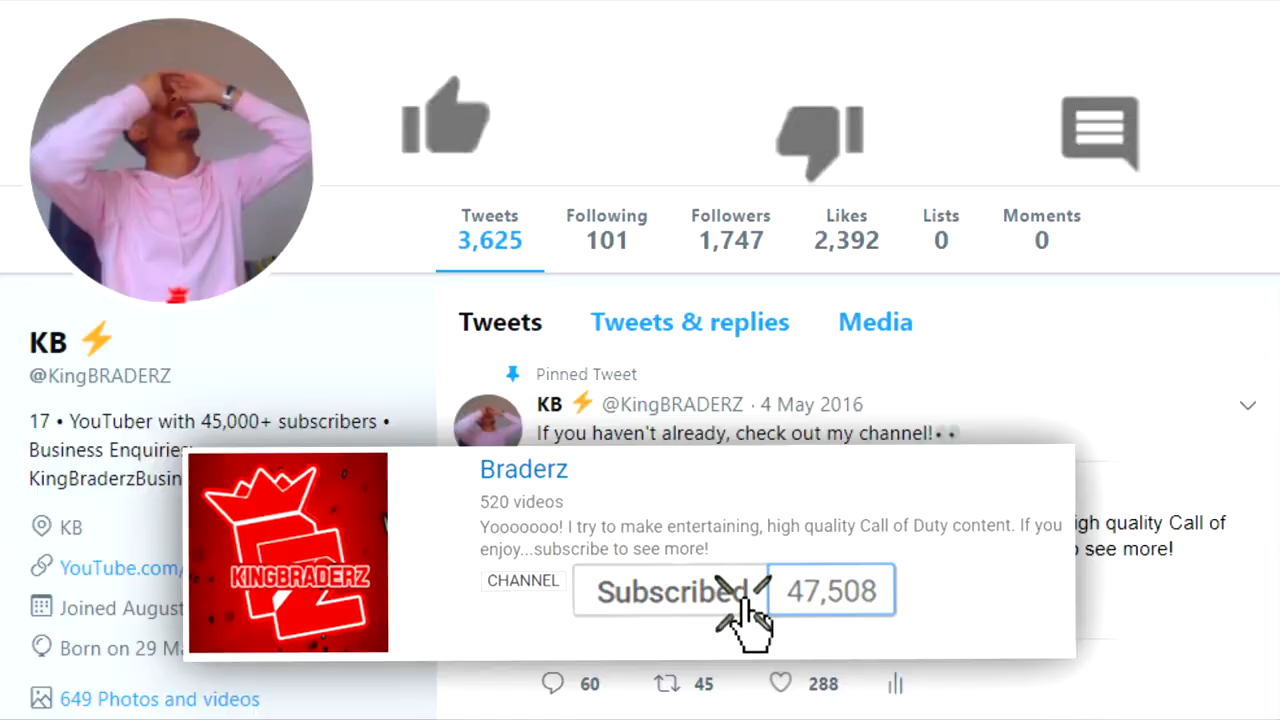 Tweets Following Followers Likes Lists Moments
3,625 101 1,747 2,392 0 0
KB
@KingBRADERZ
17 • YouTuber with 45,000+ subscribers •
Business Enquiries:
KingBraderzBusin
KB
YouTube.com/
Joined August
Born on 29 M
649 Photos and videos
Tweets Tweets & replies Media
Pinned Tweet
KB ⚡ @KingBRADERZ · 4 May 2016
If you haven't already, check out my channel!👀
igh quality Call of
see more!
KINGBRADERZ
Braderz
520 videos
Yooooooo! I try to make entertaining, high quality Call of Duty content. If you
enjoy...subscribe to see more!
CHANNEL Subscribed 47,508
60 45 288